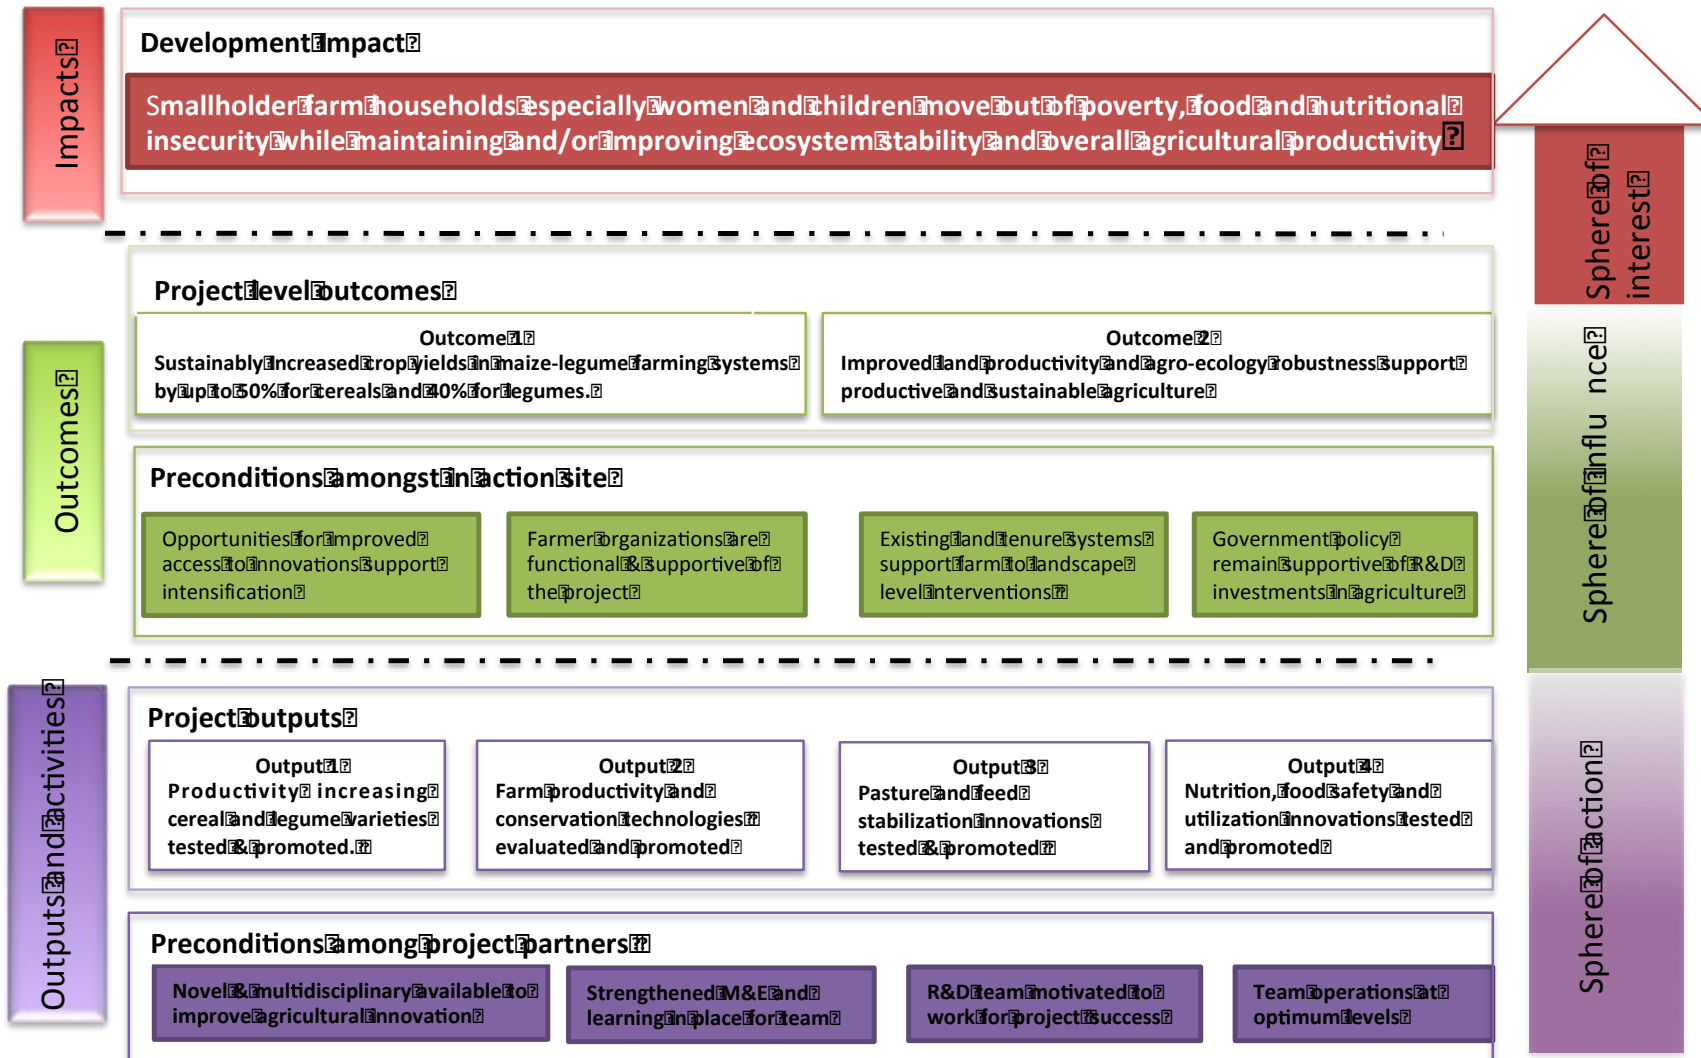 Impacts
Development Impact
Smallholder farm households especially women and children move out of poverty, food and nutritional
insecurity while maintaining and/or improving ecosystem stability and overall agricultural productivity
Sphere of
interest
Outcomes
Project level outcomes
Outcome 1
Sustainably Increased crop yields in maize-legume farming systems
by up to 50% for cereals and 40% for legumes.
Outcome 2
Improved land productivity and agro-ecology robustness support
productive and sustainable agriculture
Preconditions amongst in action site
Opportunities for improved
access to innovations support
intensification
Farmer organizations are
functional & supportive of
the project
Existing land tenure systems
support farm to landscape
level interventions
Government policy
remain supportive of R&D
investments in agriculture
Sphere of influ nce
Outputs and activities
Project outputs
Output 1
Productivity increasing
cereal and legume varieties
tested & promoted.
Output 2
Farm productivity and
conservation technologies
evaluated and promoted
Output 3
Pasture and feed
stabilization innovations
tested & promoted
Output 4
Nutrition, food safety and
utilization innovations tested
and promoted
Preconditions among project partners
Novel & multidisciplinary available to
improve agricultural innovation
Strengthened M&E and
learning in place for team
R&D team motivated to
work for project success
Team operations at
optimum levels
Sphere of action